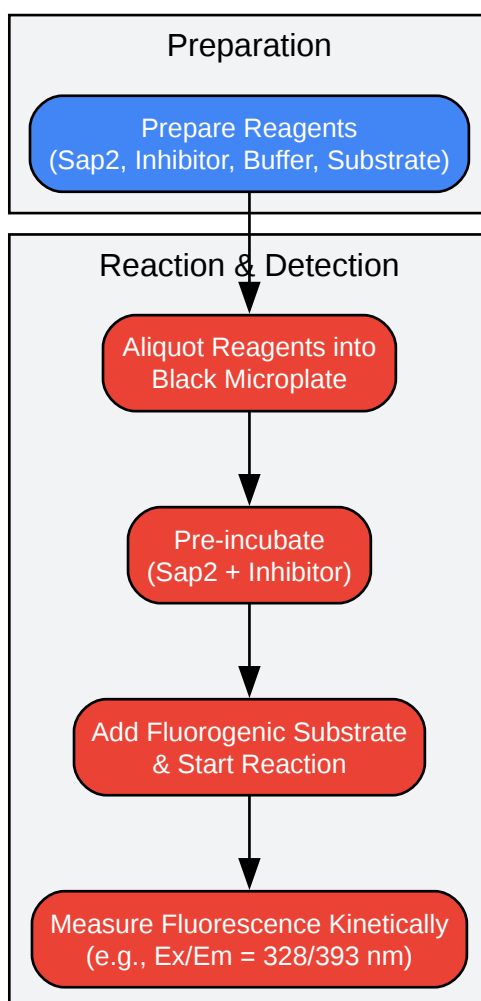 Preparation
Prepare Reagents
(Sap2, Inhibitor, Buffer, Substrate)
Reaction & Detection
Aliquot Reagents into
Black Microplate
Pre-incubate
(Sap2 + Inhibitor)
Add Fluorogenic Substrate
& Start Reaction
Measure Fluorescence Kinetically
(e.g., Ex/Em = 328/393 nm)